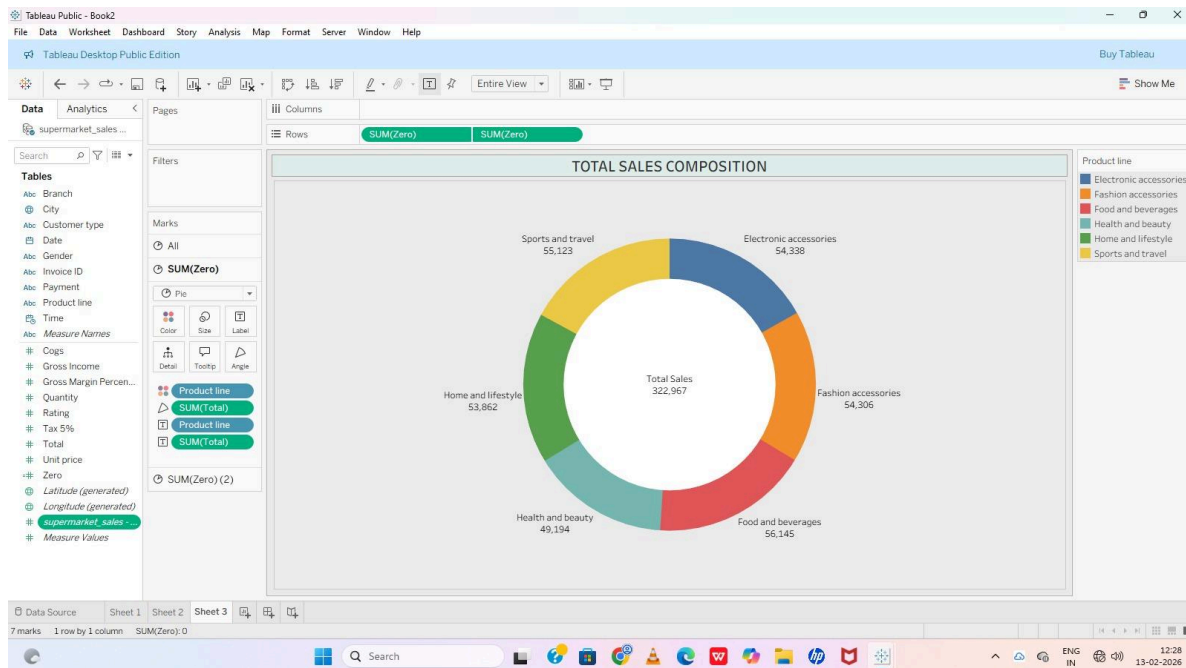 Tableau Public - Book2
File Data Worksheet Dashboard Story Analysis Map Format Server Window Help
Tableau Desktop Public Edition
Buy Tableau
Entire View
Show Me
Data Analytics
supermarket_sales ...
Search
Tables
Abc Branch
City
Abc Customer type
Date
Abc Gender
Abc Invoice ID
Abc Payment
Abc Product line
Time
Abc Measure Names
# Cogs
# Gross Income
# Gross Margin Percen...
# Quantity
# Rating
# Tax 5%
# Total
# Unit price
=# Zero
Latitude (generated)
Longitude (generated)
# supermarket_sales - ...
# Measure Values
Pages
Filters
Marks
All
SUM(Zero)
Pie
Color Size Label
Detail Tooltip Angle
Product line
SUM(Total)
T Product line
T SUM(Total)
SUM(Zero) (2)
Columns
Rows SUM(Zero) SUM(Zero)
TOTAL SALES COMPOSITION
Sports and travel
55,123
Electronic accessories
54,338
Total Sales
322,967
Home and lifestyle
53,862
Fashion accessories
54,306
Health and beauty
49,194
Food and beverages
56,145
Product line
Electronic accessories
Fashion accessories
Food and beverages
Health and beauty
Home and lifestyle
Sports and travel
Data Source Sheet 1 Sheet 2 Sheet 3
7 marks 1 row by 1 column SUM(Zero): 0
Search
ENG
IN
12:28
13-02-2026